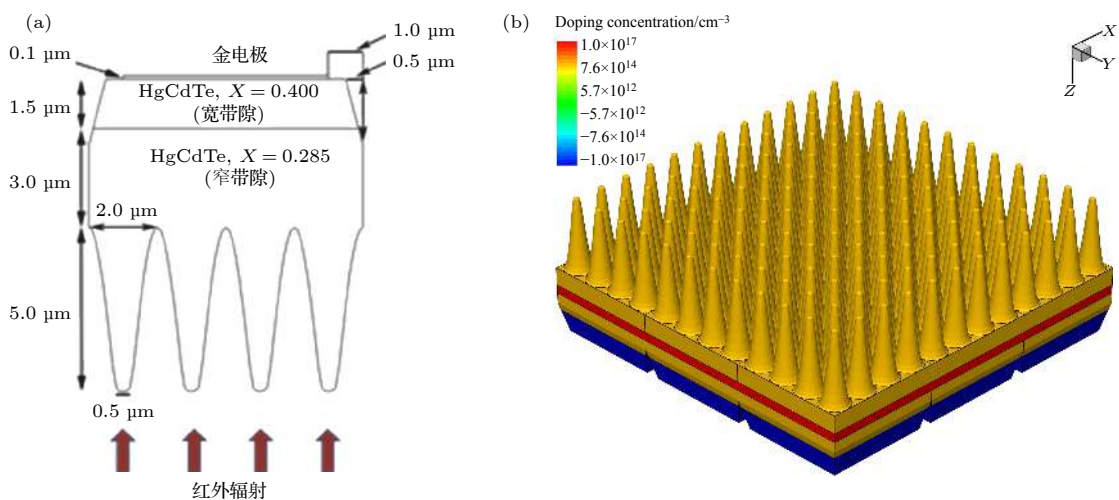 (a)
1.0 µm
0.1 µm
金电极
0.5 µm
HgCdTe, X = 0.400
(宽带隙)
1.5 µm
HgCdTe, X = 0.285
(窄带隙)
3.0 µm
2.0 µm
5.0 µm
0.5 µm
红外辐射
(b)
Doping concentration/cm⁻³
1.0×10¹⁷
7.6×10¹⁴
5.7×10¹²
−5.7×10¹²
−7.6×10¹⁴
−1.0×10¹⁷
X
Y
Z